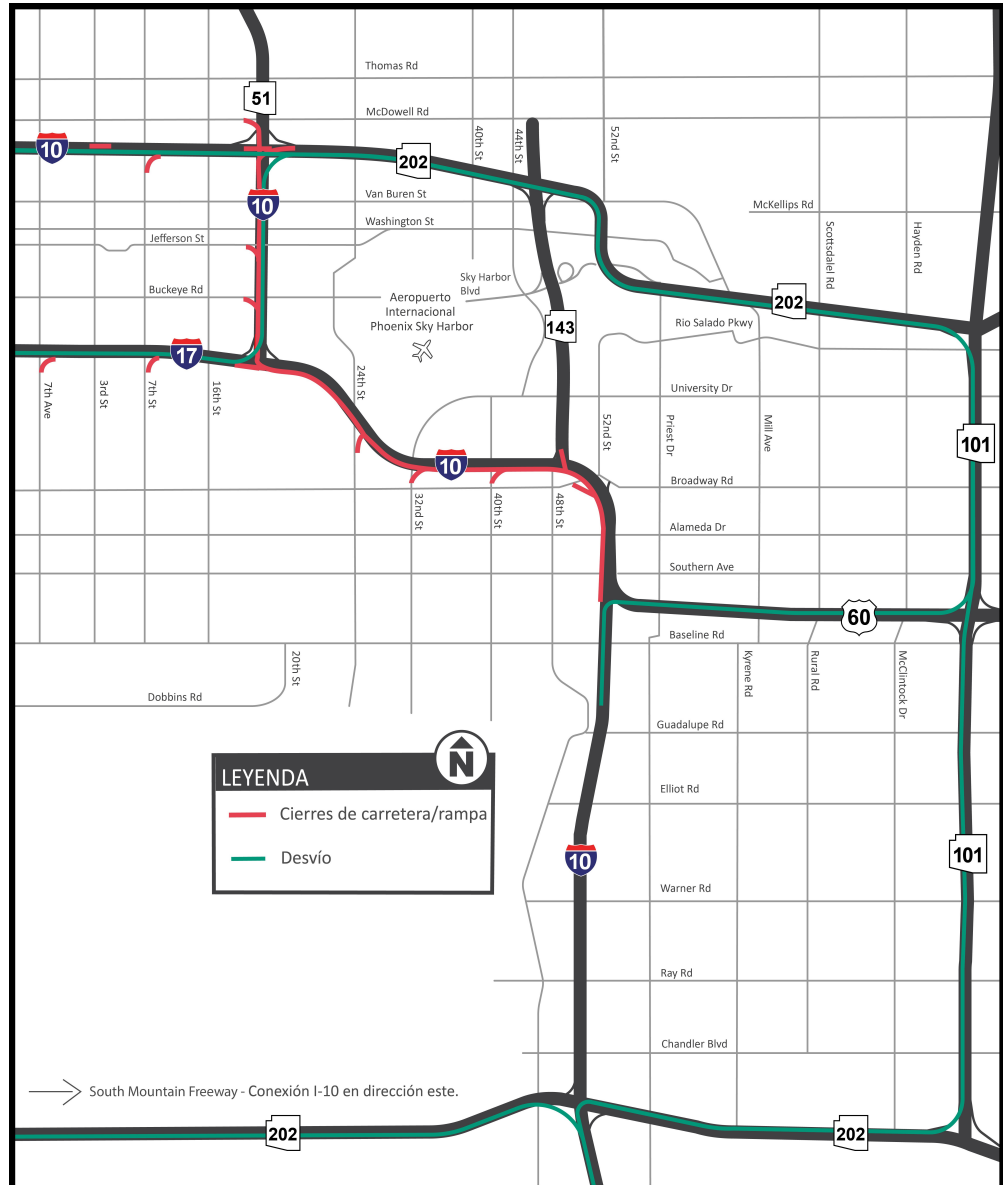 Thomas Rd
51
McDowell Rd
40th St
44th St
52nd St
10
202
10
Van Buren St
McKellips Rd
Washington St
Scottsdalel Rd
Hayden Rd
Jefferson St
Sky Harbor
Blvd
Buckeye Rd
Aeropuerto
Internacional
Phoenix Sky Harbor
202
143
Rio Salado Pkwy
17
7th Ave
3rd St
7th St
16th St
24th St
University Dr
52nd St
Priest Dr
Mill Ave
101
10
Broadway Rd
32nd St
40th St
48th St
Alameda Dr
Southern Ave
60
Baseline Rd
20th St
Kyrene Rd
Rural Rd
McClintock Dr
Dobbins Rd
Guadalupe Rd
N
LEYENDA
Cierres de carretera/rampa
Desvío
Elliot Rd
10
101
Warner Rd
Ray Rd
Chandler Blvd
South Mountain Freeway - Conexión I-10 en dirección este.
202
202